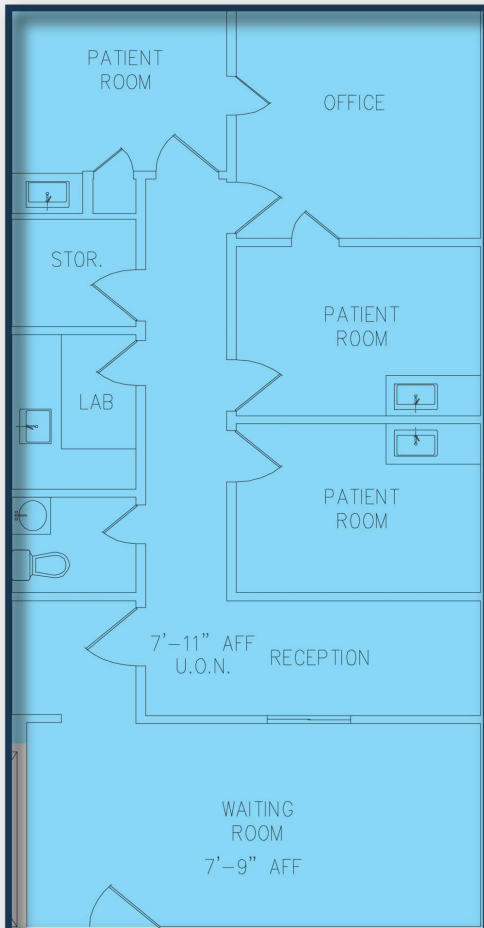 PATIENT
ROOM
OFFICE
STOR.
PATIENT
ROOM
LAB
PATIENT
ROOM
7'-11" AFF
U.O.N.
RECEPTION
WAITING
ROOM
7'-9" AFF